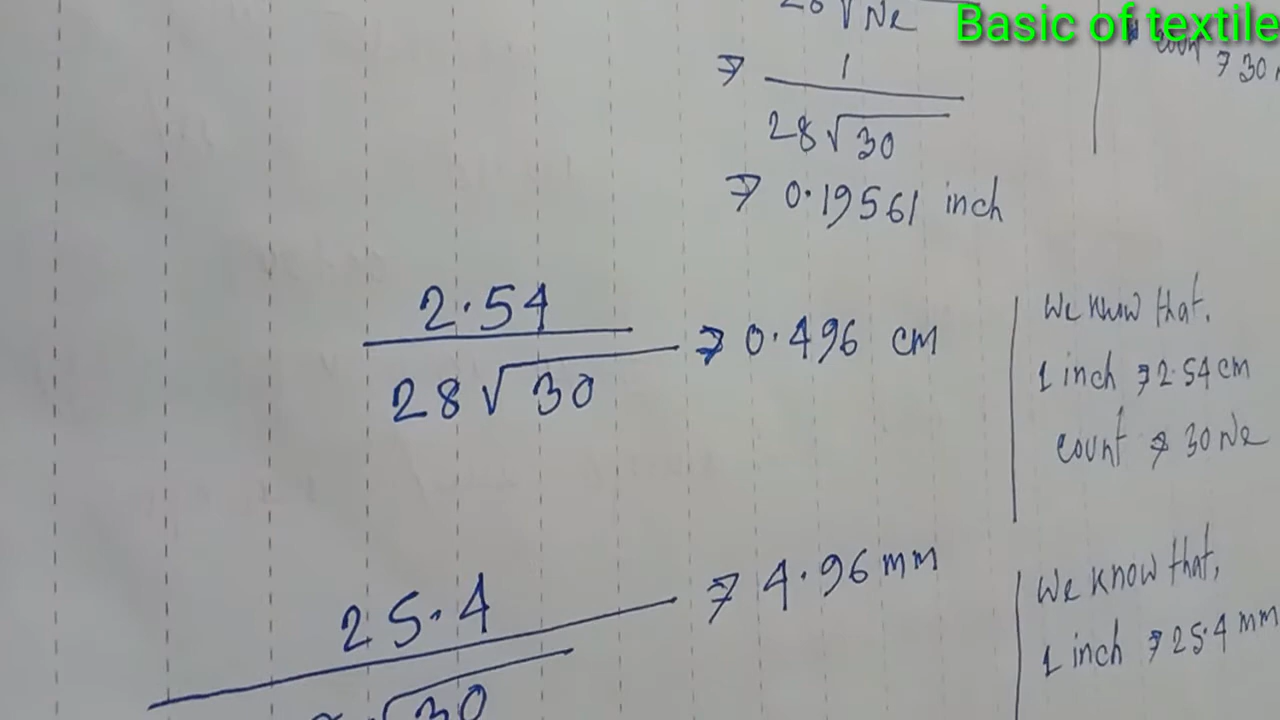 Basic of textile
28√Ne
count ⇒ 30
⇒ 1
28√30
⇒ 0.19561 inch
2.54
28√30
⇒ 0.496 cm
We know that,
1 inch ⇒ 2.54 cm
count ⇒ 30 Ne
25.4
√30
⇒ 4.96 mm
We know that,
1 inch ⇒ 25.4 mm